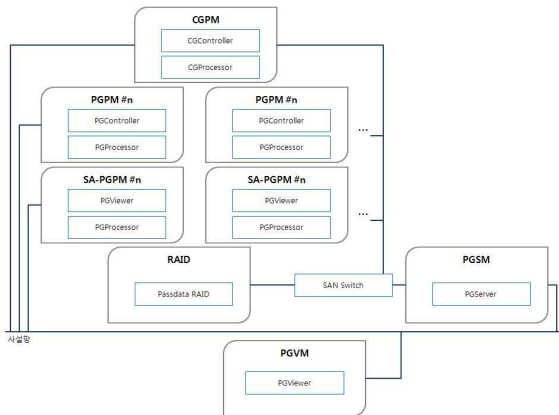 CGPM
CGController
CGProcessor
PGPM #n
PGController
PGProcessor
PGPM #n
PGController
PGProcessor
...
SA-PGPM #n
PGViewer
PGProcessor
SA-PGPM #n
PGViewer
PGProcessor
...
RAID
Passdata RAID
SAN Switch
PGSM
PGServer
사설망
PGVM
PGViewer